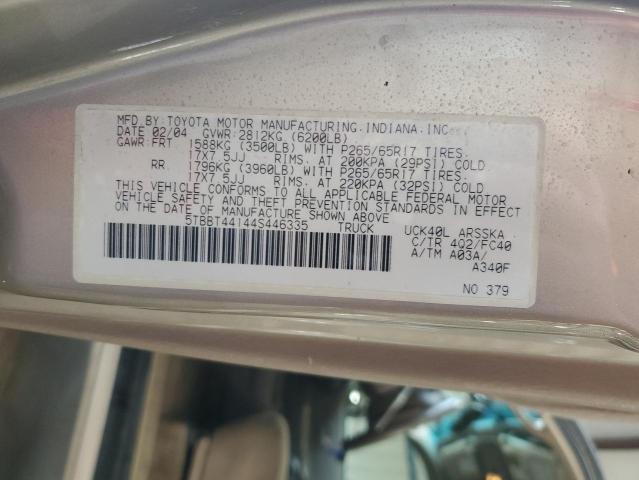 MFD.BY:TOYOTA MOTOR MANUFACTURING.INDIANA.INC
DATE 02/04 GVWR:2812KG (6200LB)
GAWR:FRT 1588KG (3500LB) WITH P265/65R17 TIRES.
17X7.5JJ RIMS. AT 200KPA (29PSI) COLD
RR. 1796KG (3960LB) WITH P265/65R17 TIRES
17X7.5JJ RIMS. AT 220KPA (32PSI) COLD
THIS VEHICLE CONFORMS TO ALL APPLICABLE FEDERAL MOTOR
VEHICLE SAFETY AND THEFT PREVENTION STANDARDS IN EFFECT
ON THE DATE OF MANUFACTURE SHOWN ABOVE
5TBBT44144S446335 TRUCK
UCK40L ARSSKA
C/TR 4Q2/FC40
A/TM A03A/
A340F
NO 379